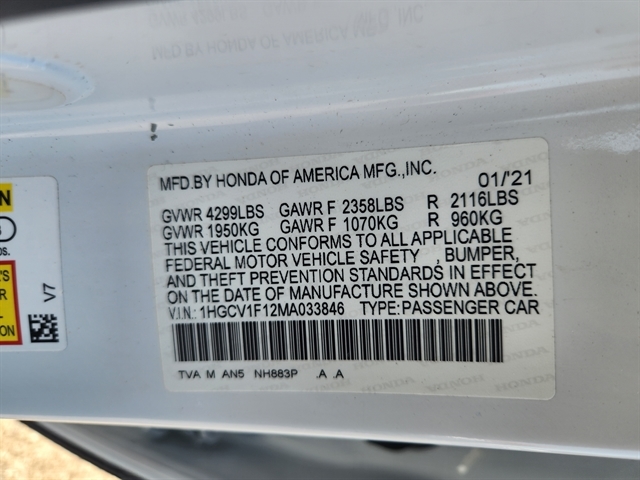 MFD.BY HONDA OF AMERICA MFG.,INC. 01/'21
GVWR 4299LBS GAWR F 2358LBS R 2116LBS
GVWR 1950KG GAWR F 1070KG R 960KG
THIS VEHICLE CONFORMS TO ALL APPLICABLE
FEDERAL MOTOR VEHICLE SAFETY , BUMPER,
AND THEFT PREVENTION STANDARDS IN EFFECT
ON THE DATE OF MANUFACTURE SHOWN ABOVE.
V.I.N.: 1HGCV1F12MA033846 TYPE:PASSENGER CAR
TVA M AN5 NH883P .A .A
V7